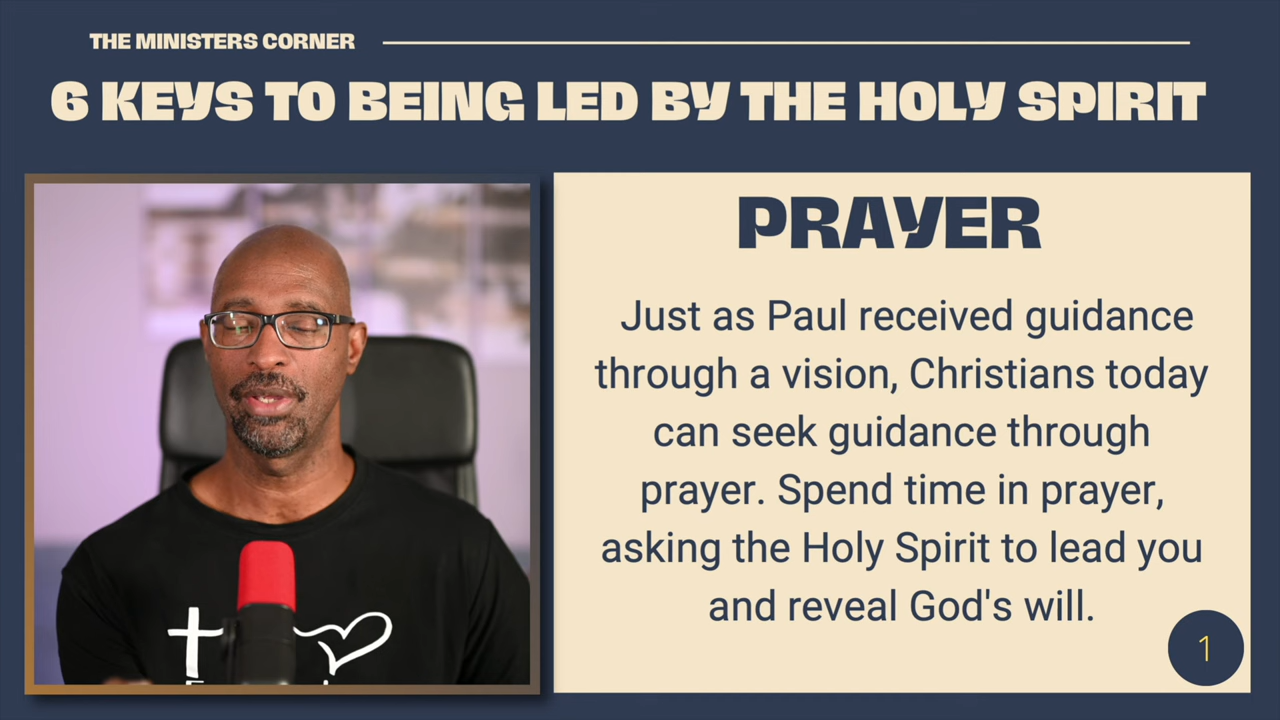 THE MINISTERS CORNER
6 KEYS TO BEING LED BY THE HOLY SPIRIT
PRAYER
Just as Paul received guidance
through a vision, Christians today
can seek guidance through
prayer. Spend time in prayer,
asking the Holy Spirit to lead you
and reveal God's will.
1